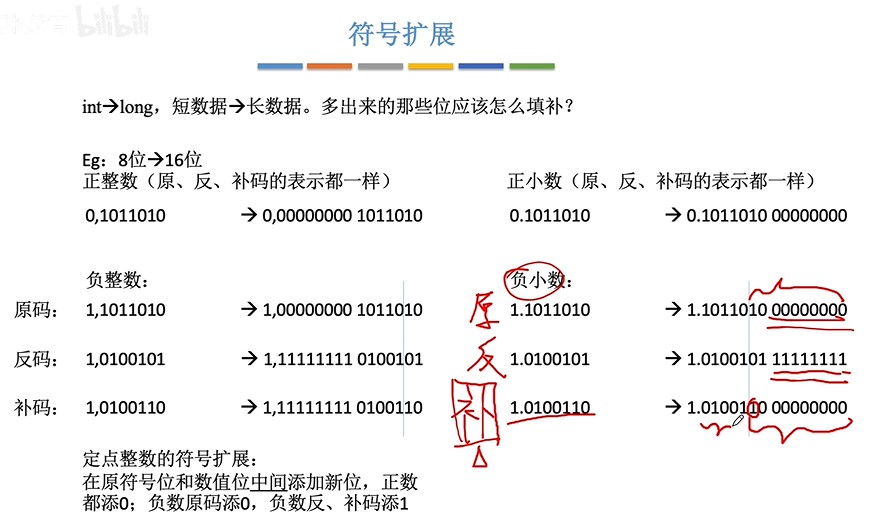 bilibili
符号扩展
int→long，短数据→长数据。多出来的那些位应该怎么填补？
Eg：8位→16位
正整数（原、反、补码的表示都一样） 正小数（原、反、补码的表示都一样）
0,1011010 → 0,00000000 1011010 0.1011010 → 0.1011010 00000000
负整数： 负小数：
原码： 1,1011010 → 1,00000000 1011010 原 1.1011010 → 1.1011010 00000000
反码： 1,0100101 → 1,11111111 0100101 反 1.0100101 → 1.0100101 11111111
补码： 1,0100110 → 1,11111111 0100110 1.0100110 → 1.0100110 00000000
定点整数的符号扩展：
在原符号位和数值位中间添加新位，正数
都添0；负数原码添0，负数反、补码添1